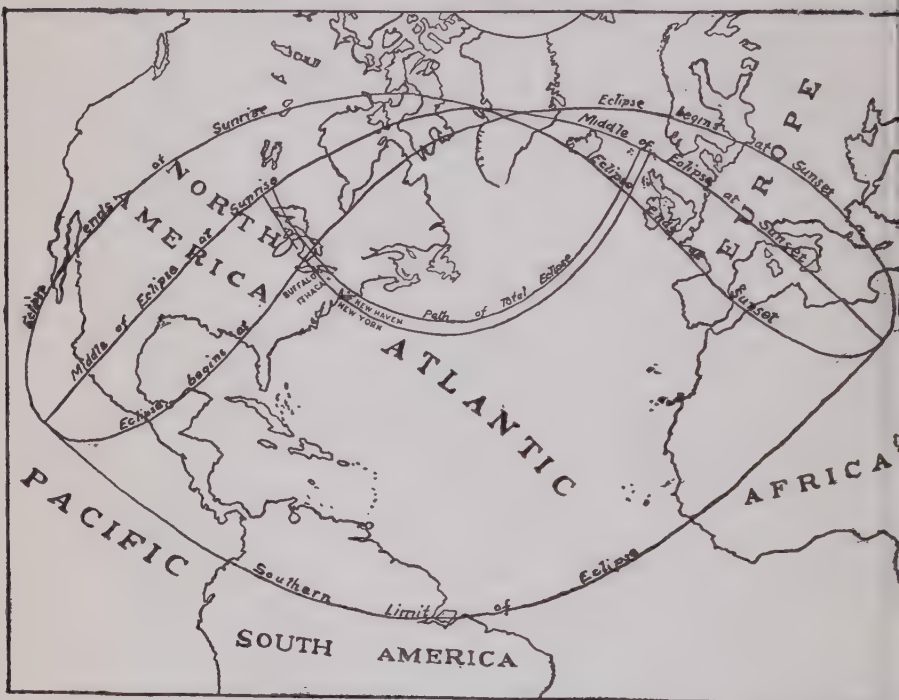 Eclipse ends at Sunrise
Middle of Eclipse at Sunrise
Eclipse begins at
NORTH
AMERICA
BUFFALO
ITHACA
NEW HAVEN
NEW YORK
Path of Total Eclipse
Eclipse begins at Sunset
Middle of Eclipse at Sunset
Eclipse ends at Sunset
EUROPE
ATLANTIC
PACIFIC
AFRICA
Southern Limit of Eclipse
SOUTH AMERICA